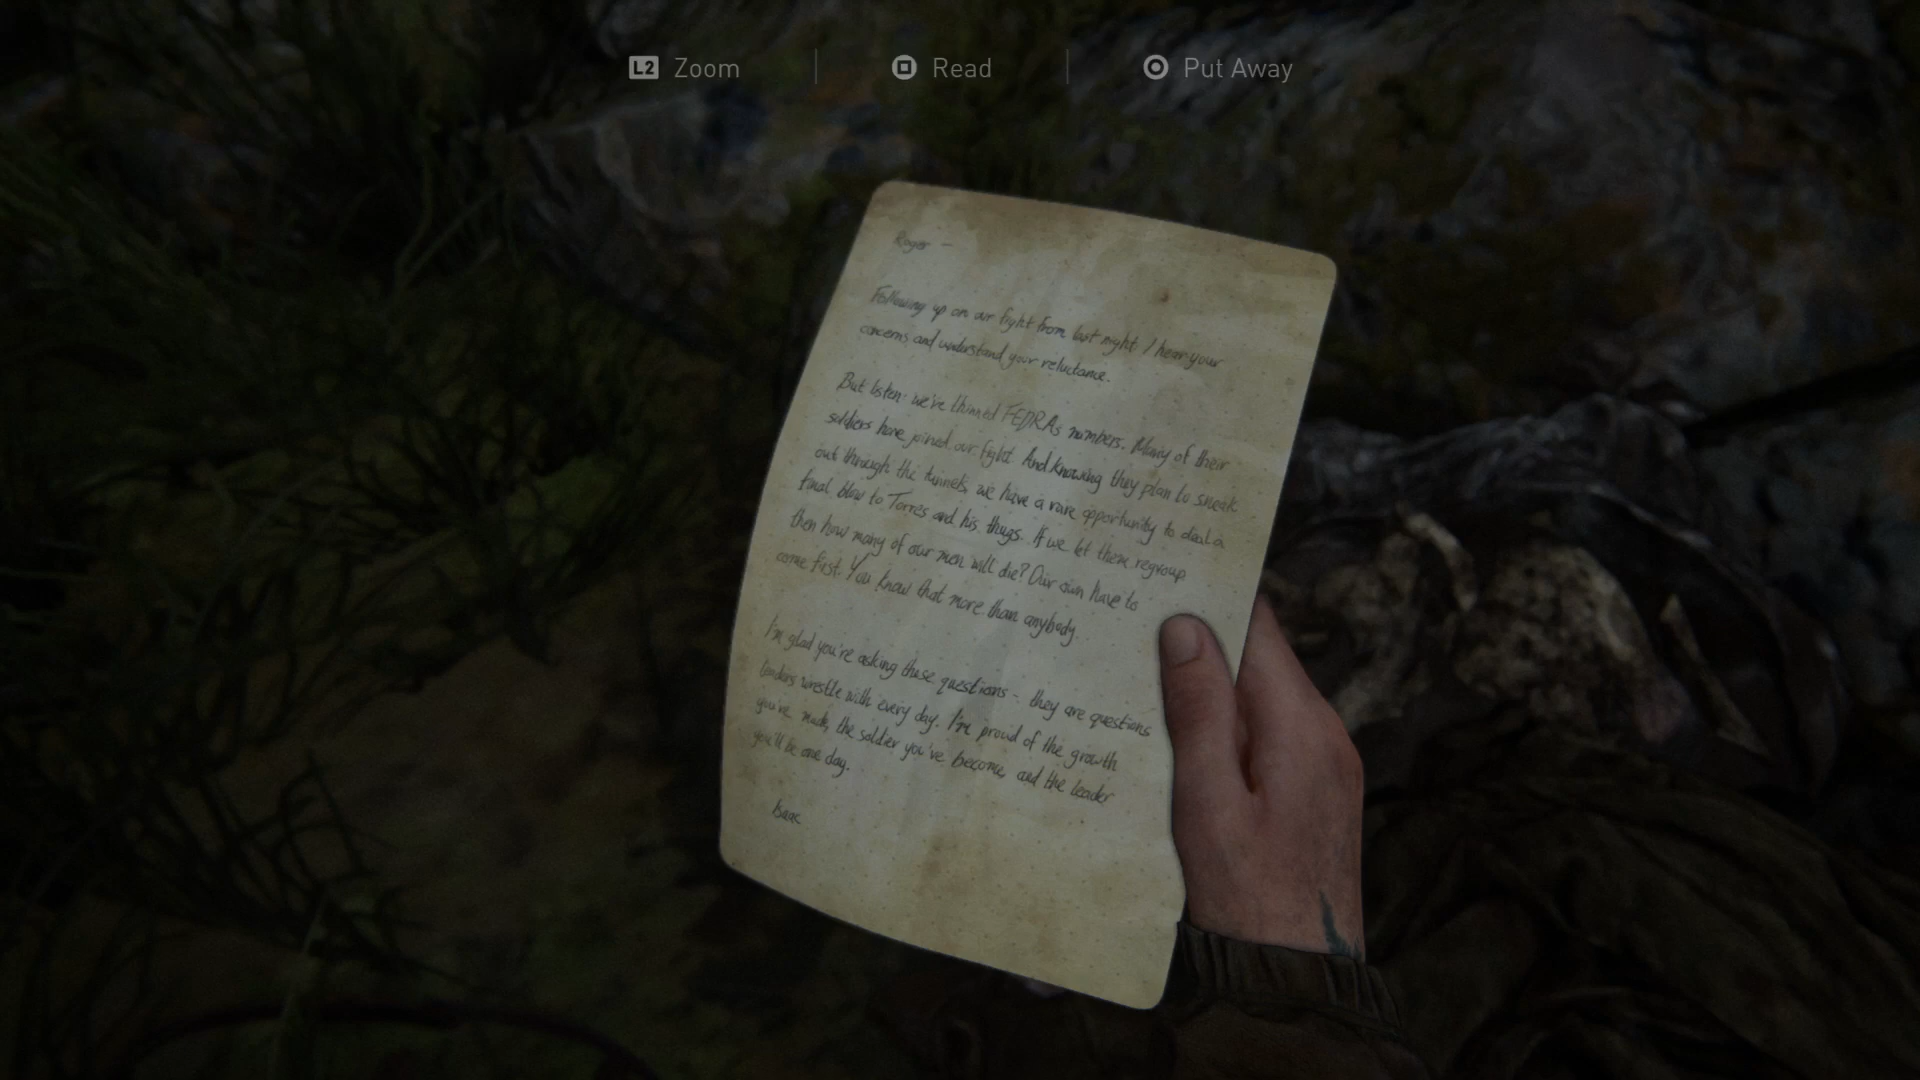 L2 Zoom
Read
Put Away
Roger —
Following up on our fight from last night. I hear your
concerns and understand your reluctance.
But listen: we've thinned FEDRAs numbers. Many of their
soldiers have joined our fight. And knowing they plan to sneak
out through the tunnels, we have a rare opportunity to deal a
final blow to Torres and his thugs. If we let them regroup
then how many of our men will die? Our own have to
come first. You know that more than anybody.
I'm glad you're asking these questions - they are questions
leaders wrestle with every day. I'm proud of the growth
you've made, the soldier you've become, and the leader
you'll be one day.
Isaac